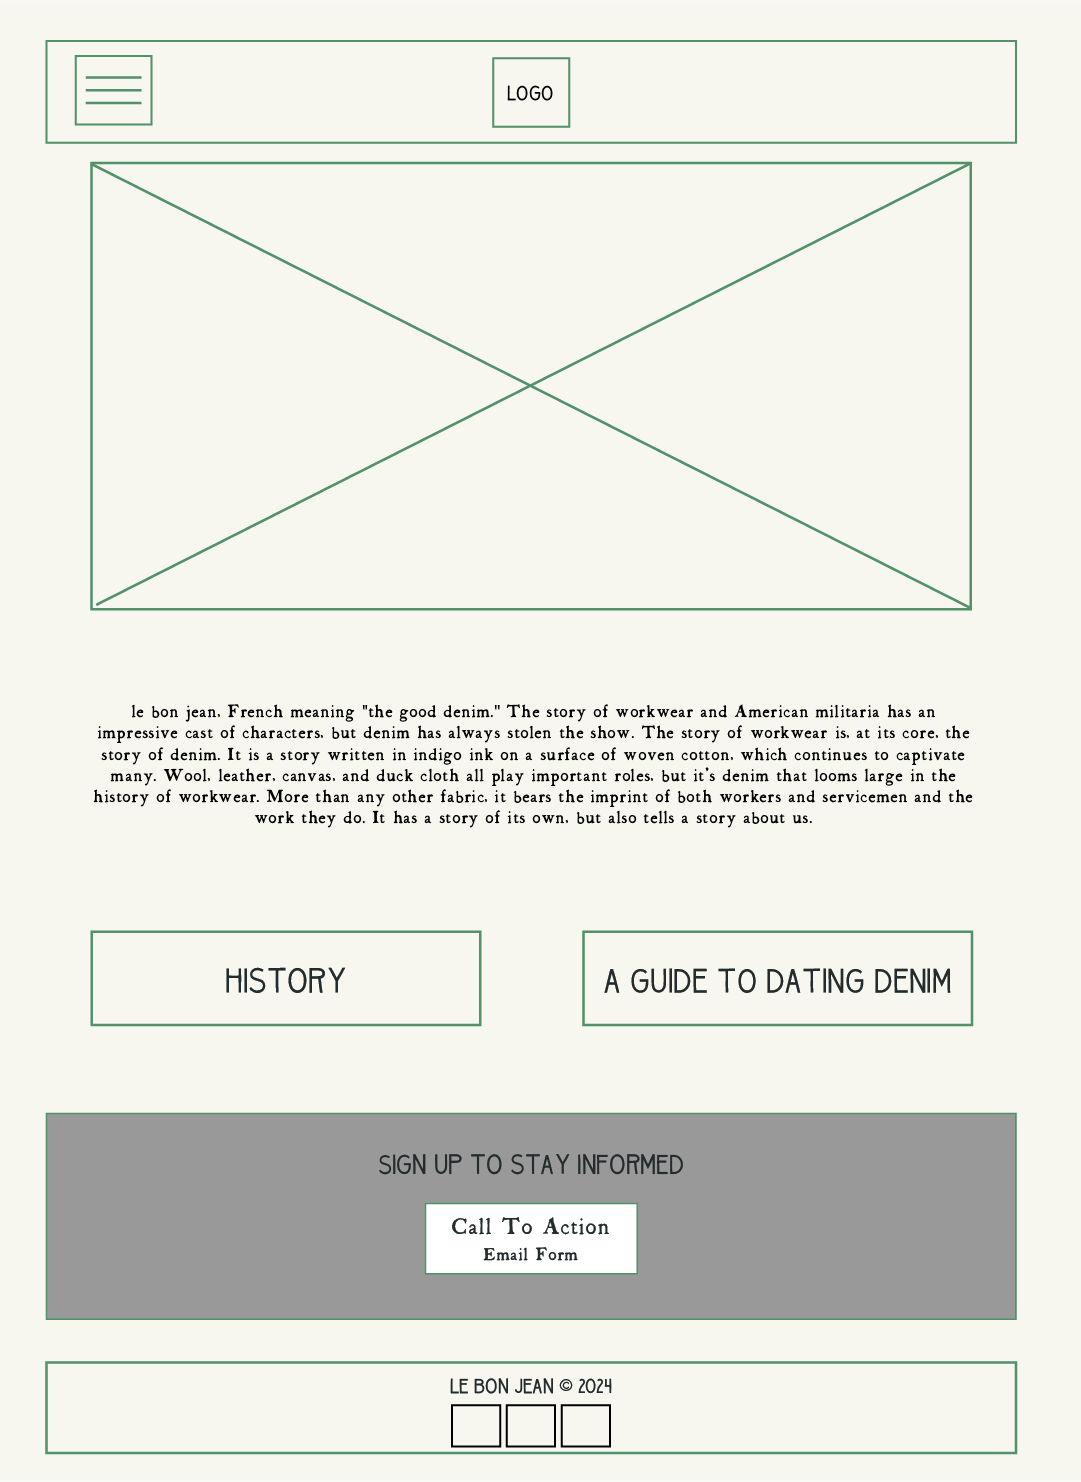 LOGO
le bon jean, French meaning "the good denim." The story of workwear and American militaria has an
impressive cast of characters, but denim has always stolen the show. The story of workwear is, at its core, the
story of denim. It is a story written in indigo ink on a surface of woven cotton, which continues to captivate
many. Wool, leather, canvas, and duck cloth all play important roles, but it's denim that looms large in the
history of workwear. More than any other fabric, it bears the imprint of both workers and servicemen and the
work they do. It has a story of its own, but also tells a story about us.
HISTORY
A GUIDE TO DATING DENIM
SIGN UP TO STAY INFORMED
Call To Action
Email Form
LE BON JEAN © 2024